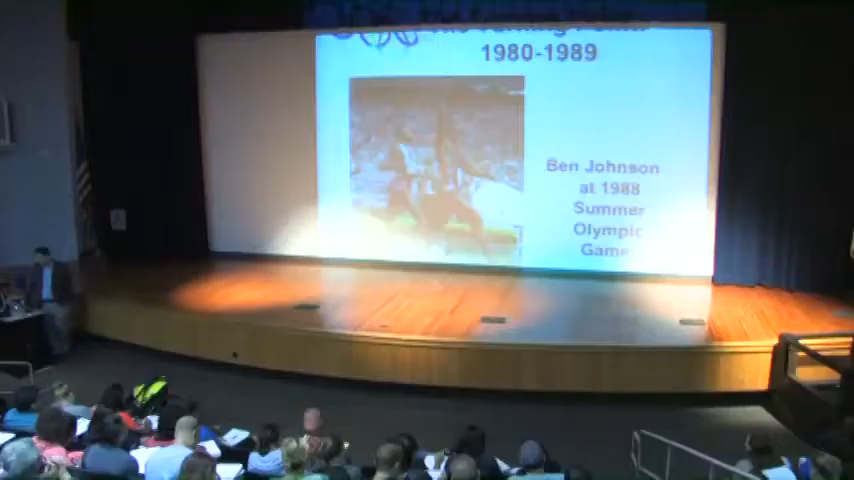 1980-1989
Ben Johnson
at 1988
Summer
Olympic
Games